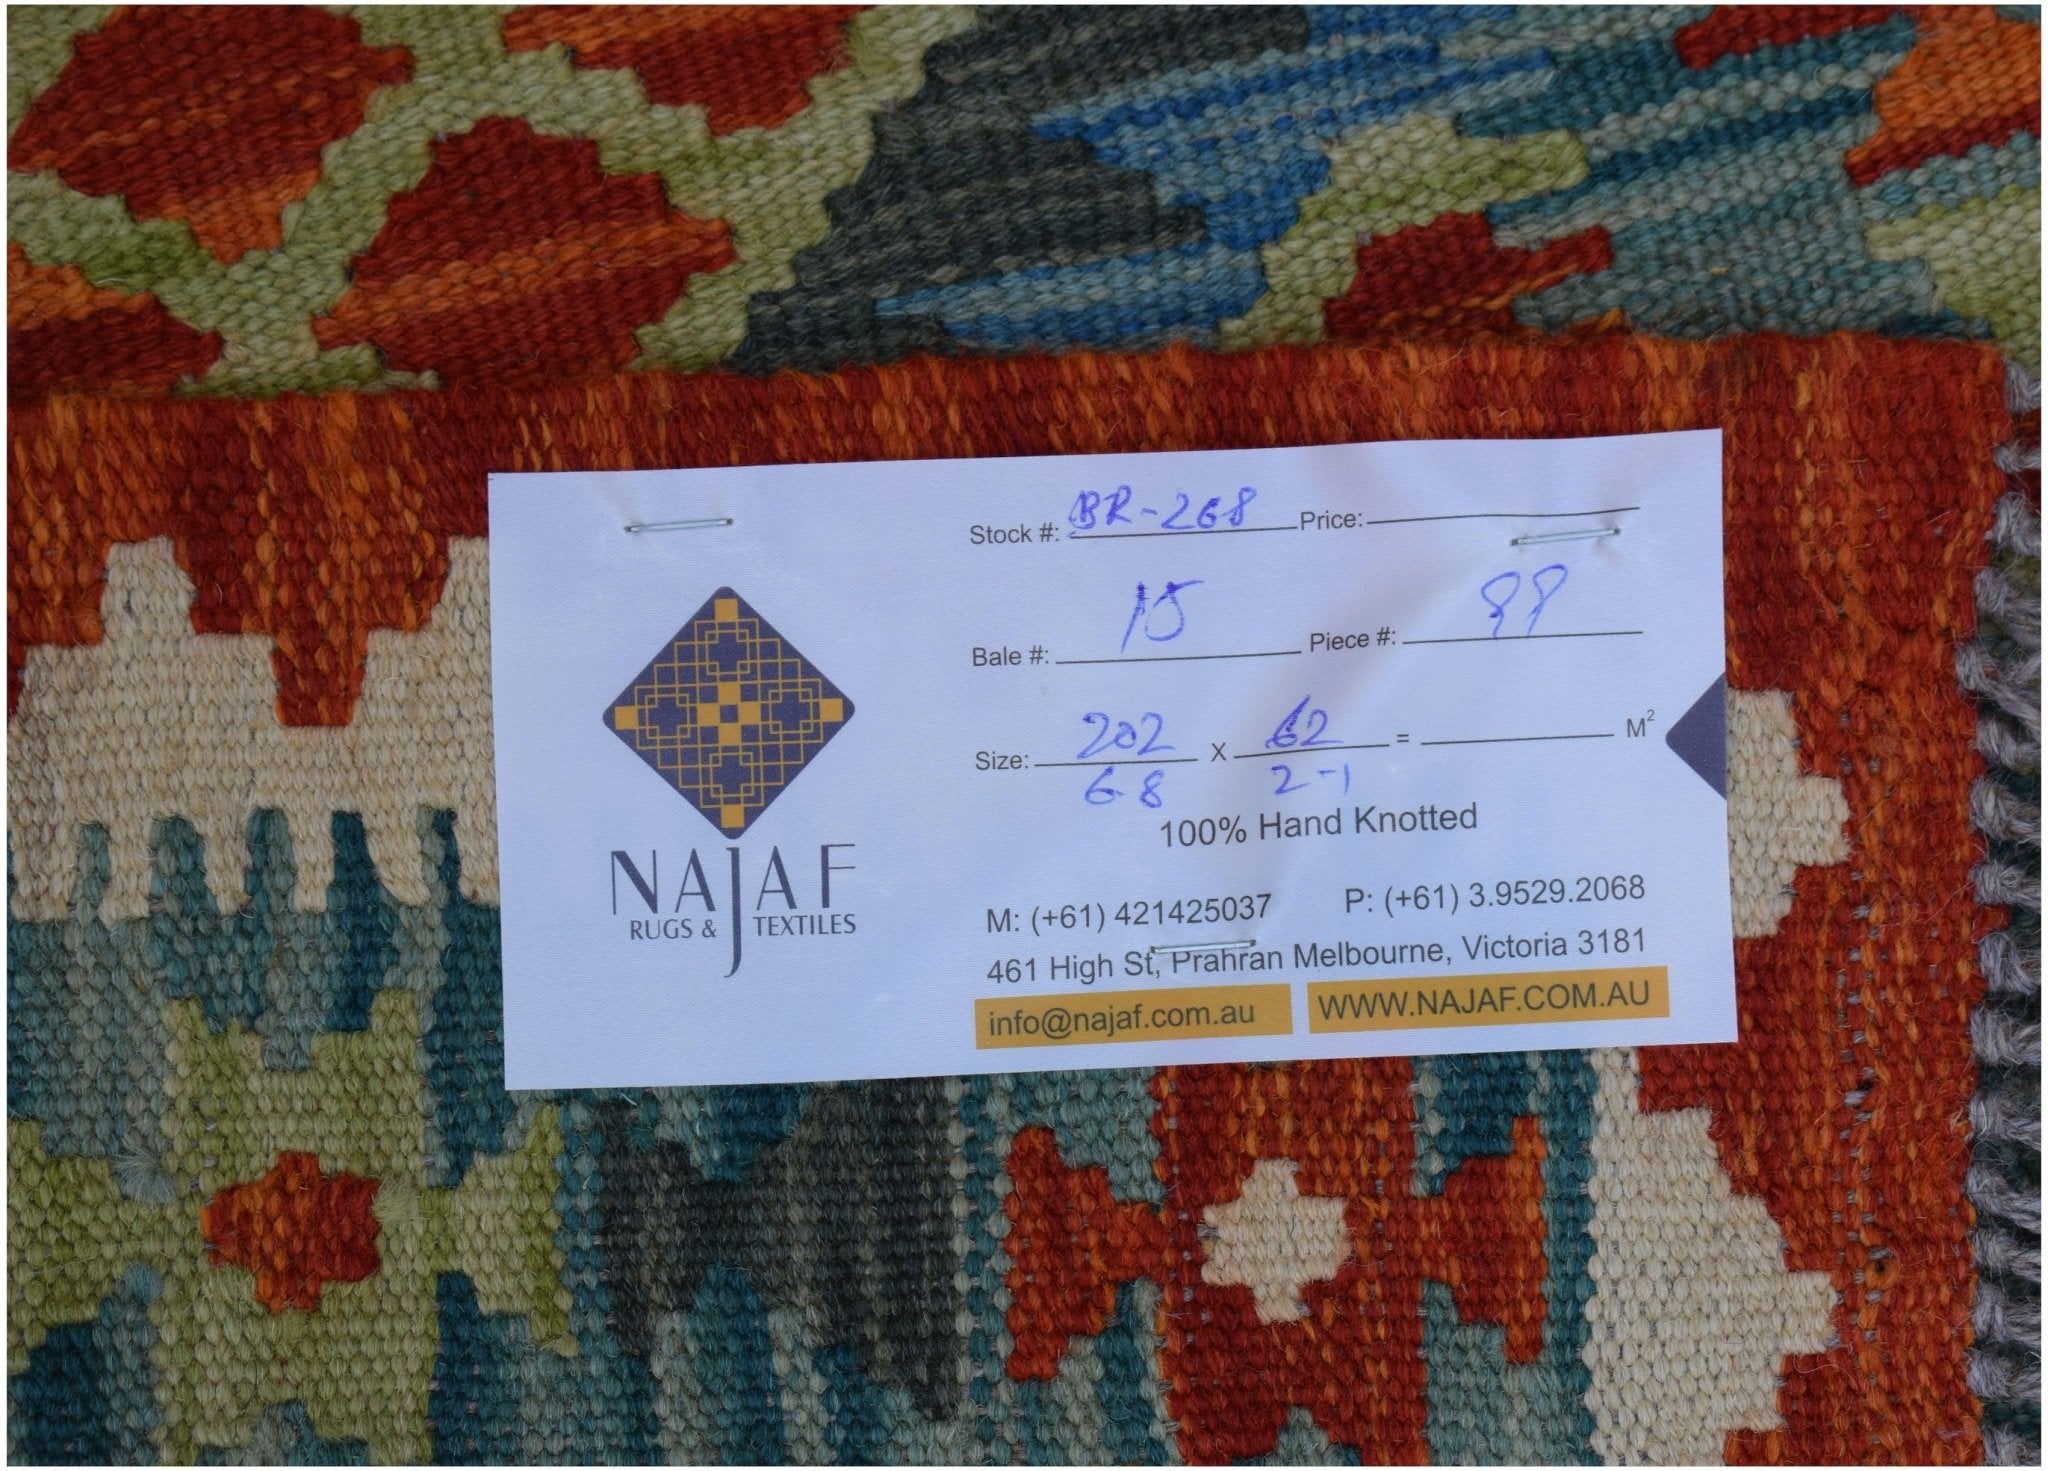 NAJAF
RUGS & TEXTILES
Stock #: BR-268 Price:
Bale #: 15 Piece #: 99
Size: 202 X 62 = M²
6-8 2-1
100% Hand Knotted
M: (+61) 421425037 P: (+61) 3.9529.2068
461 High St, Prahran Melbourne, Victoria 3181
info@najaf.com.au WWW.NAJAF.COM.AU